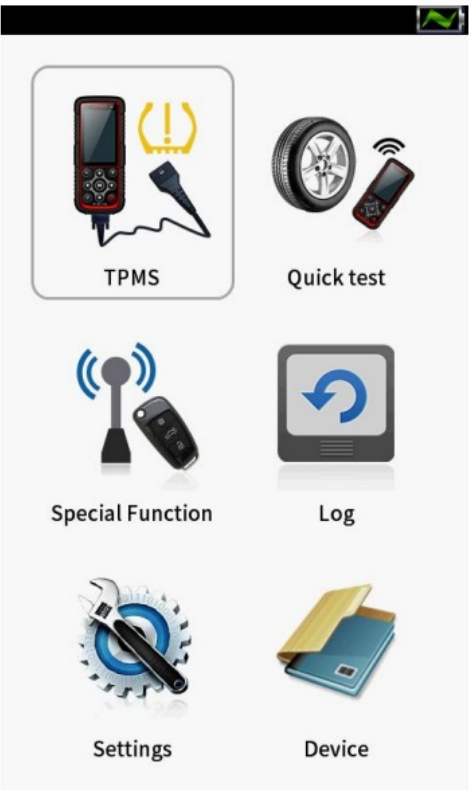 TPMS
Quick test
Special Function
Log
Settings
Device